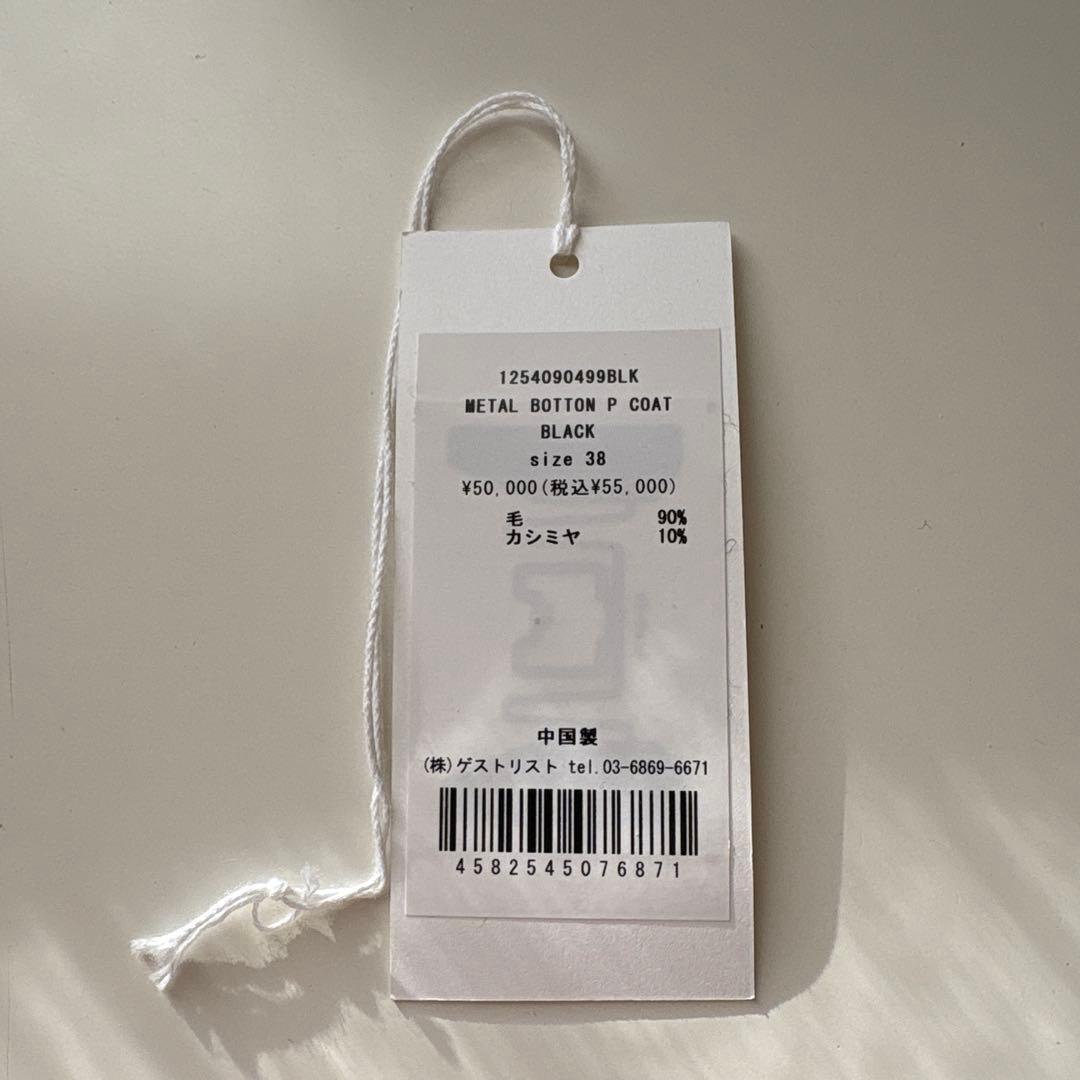 1254090499BLK
METAL BOTTON P COAT
BLACK
size 38
¥50,000(税込¥55,000)
毛 90%
カシミヤ 10%
中国製
(株)ゲストリスト tel.03-6869-6671
4582545076871